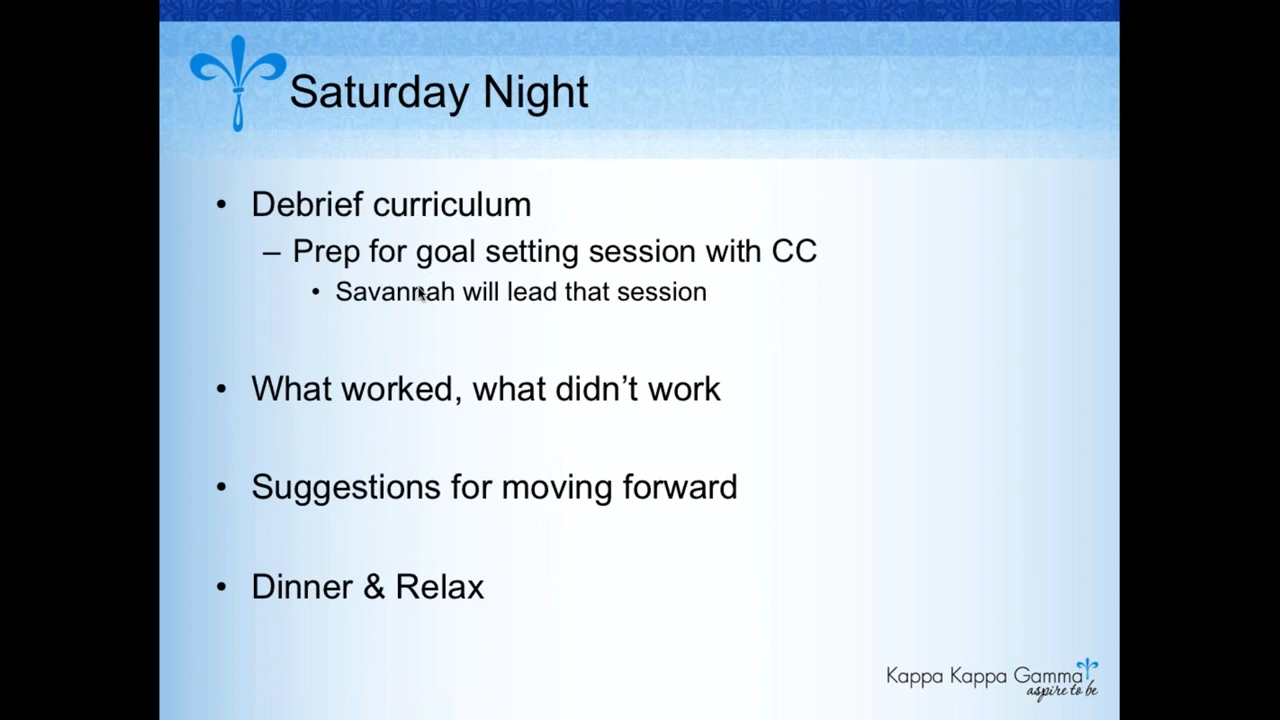 Saturday Night
• Debrief curriculum
– Prep for goal setting session with CC
• Savannah will lead that session
• What worked, what didn’t work
• Suggestions for moving forward
• Dinner & Relax
Kappa Kappa Gamma
aspire to be